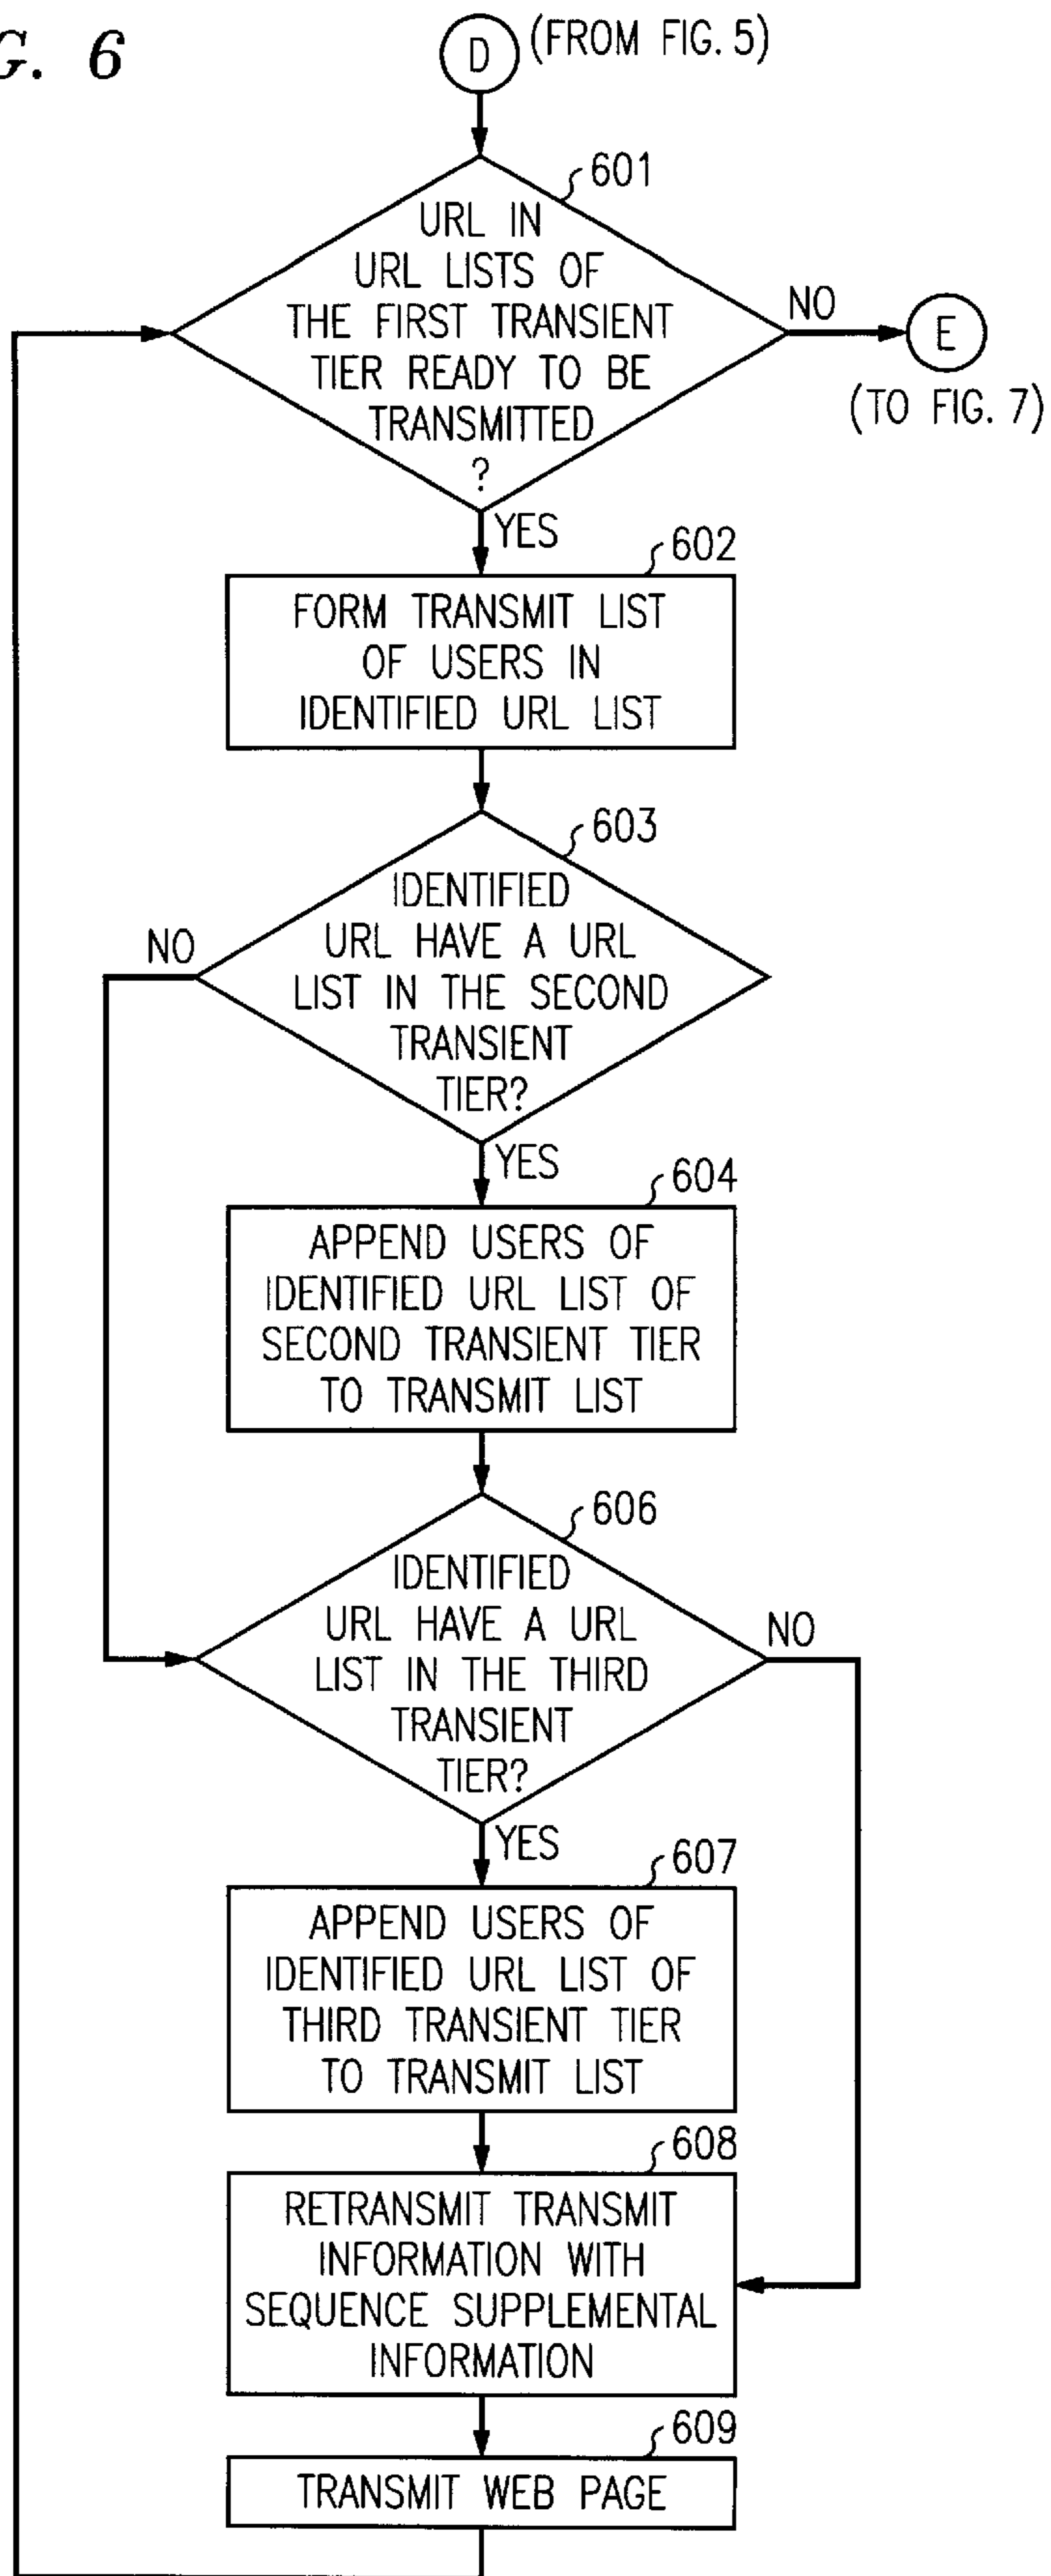 G. 6
D
(FROM FIG. 5)
601
URL IN
URL LISTS OF
THE FIRST TRANSIENT
TIER READY TO BE
TRANSMITTED
?
NO
E
(TO FIG. 7)
YES
602
FORM TRANSMIT LIST
OF USERS IN
IDENTIFIED URL LIST
603
IDENTIFIED
URL HAVE A URL
LIST IN THE SECOND
TRANSIENT
TIER?
NO
YES
604
APPEND USERS OF
IDENTIFIED URL LIST OF
SECOND TRANSIENT TIER
TO TRANSMIT LIST
606
IDENTIFIED
URL HAVE A URL
LIST IN THE THIRD
TRANSIENT
TIER?
NO
YES
607
APPEND USERS OF
IDENTIFIED URL LIST OF
THIRD TRANSIENT TIER
TO TRANSMIT LIST
608
RETRANSMIT TRANSMIT
INFORMATION WITH
SEQUENCE SUPPLEMENTAL
INFORMATION
609
TRANSMIT WEB PAGE